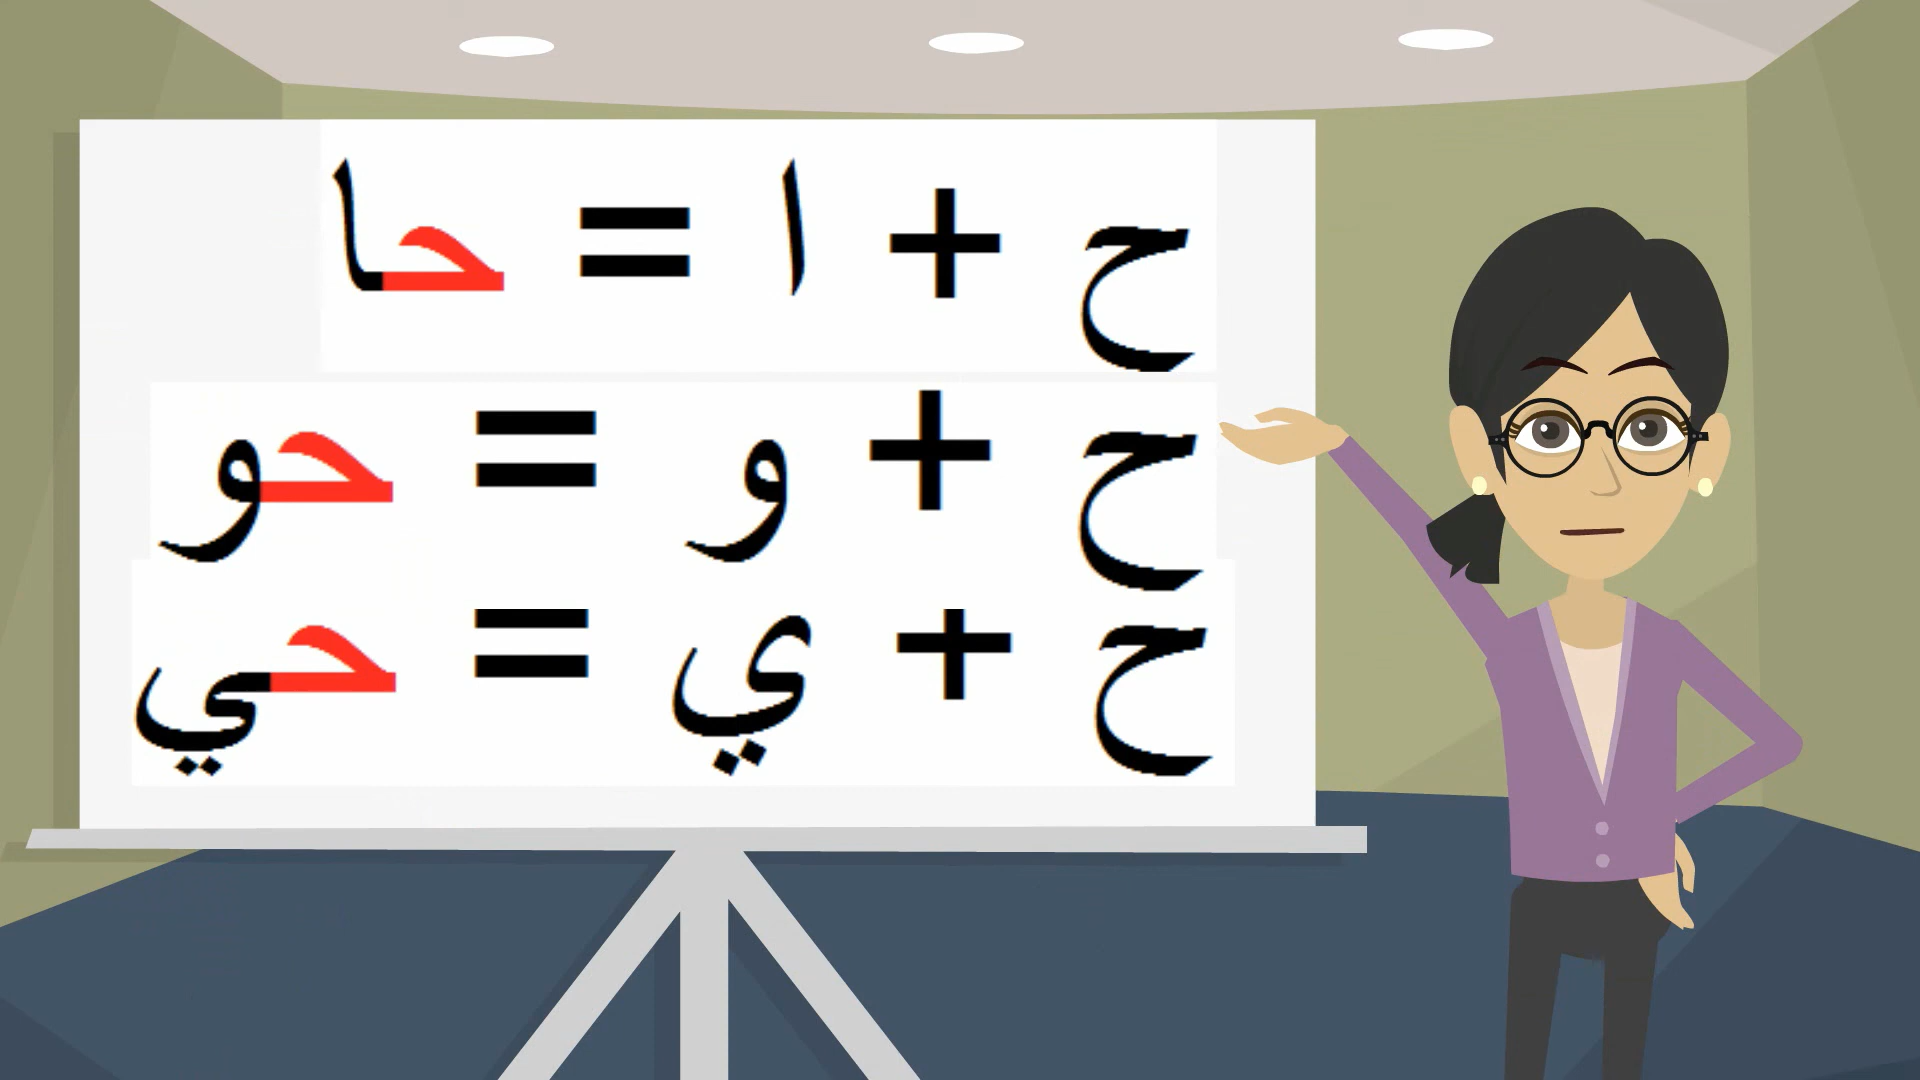 ح + ا = حا
ح + و = حو
ح + ي = حي